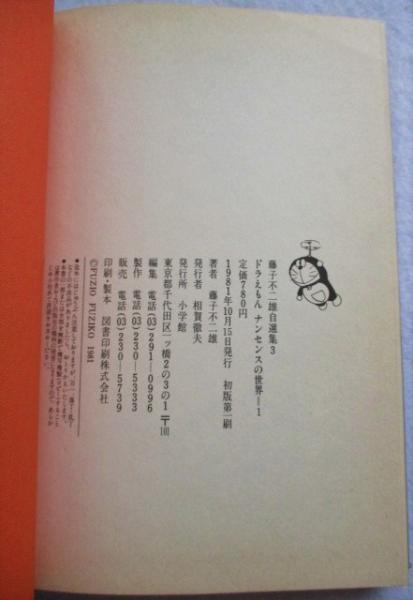 藤子不二雄自選集3
ドラえもん ナンセンスの世界―1
1981年10月15日発行 初版第一刷
定価780円
著者 藤子不二雄
発行者 相賀徹夫
発行所 小学館
東京都千代田区一ッ橋2の3の1〒101
編集 電話(03)291―0996
製作 電話(03)230―5333
販売 電話(03)230―5739
印刷・製本 図書印刷株式会社
©FUZIO FUZIKO 1981